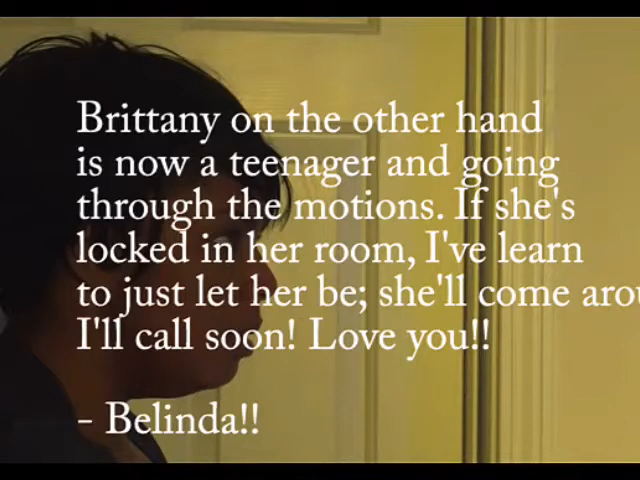 Brittany on the other hand
is now a teenager and going
through the motions. If she's
locked in her room, I've learn
to just let her be; she'll come
I'll call soon! Love you!!
- Belinda!!